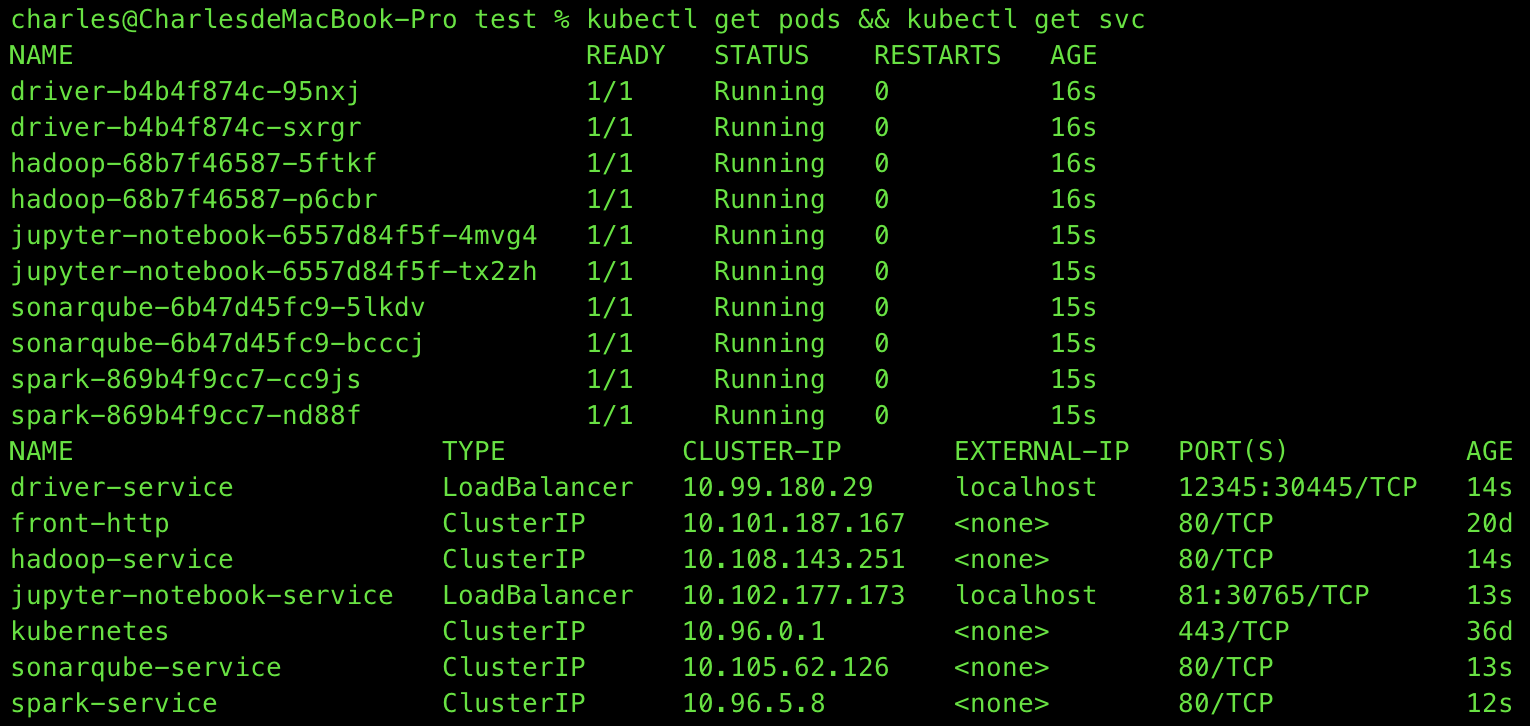 charles@CharlesdeMacBook-Pro test % kubectl get pods && kubectl get svc
NAME READY STATUS RESTARTS AGE
driver-b4b4f874c-95nxj 1/1 Running 0 16s
driver-b4b4f874c-sxrgr 1/1 Running 0 16s
hadoop-68b7f46587-5ftkf 1/1 Running 0 16s
hadoop-68b7f46587-p6cbr 1/1 Running 0 16s
jupyter-notebook-6557d84f5f-4mvg4 1/1 Running 0 15s
jupyter-notebook-6557d84f5f-tx2zh 1/1 Running 0 15s
sonarqube-6b47d45fc9-5lkdv 1/1 Running 0 15s
sonarqube-6b47d45fc9-bcccj 1/1 Running 0 15s
spark-869b4f9cc7-cc9js 1/1 Running 0 15s
spark-869b4f9cc7-nd88f 1/1 Running 0 15s
NAME TYPE CLUSTER-IP EXTERNAL-IP PORT(S) AGE
driver-service LoadBalancer 10.99.180.29 localhost 12345:30445/TCP 14s
front-http ClusterIP 10.101.187.167 <none> 80/TCP 20d
hadoop-service ClusterIP 10.108.143.251 <none> 80/TCP 14s
jupyter-notebook-service LoadBalancer 10.102.177.173 localhost 81:30765/TCP 13s
kubernetes ClusterIP 10.96.0.1 <none> 443/TCP 36d
sonarqube-service ClusterIP 10.105.62.126 <none> 80/TCP 13s
spark-service ClusterIP 10.96.5.8 <none> 80/TCP 12s